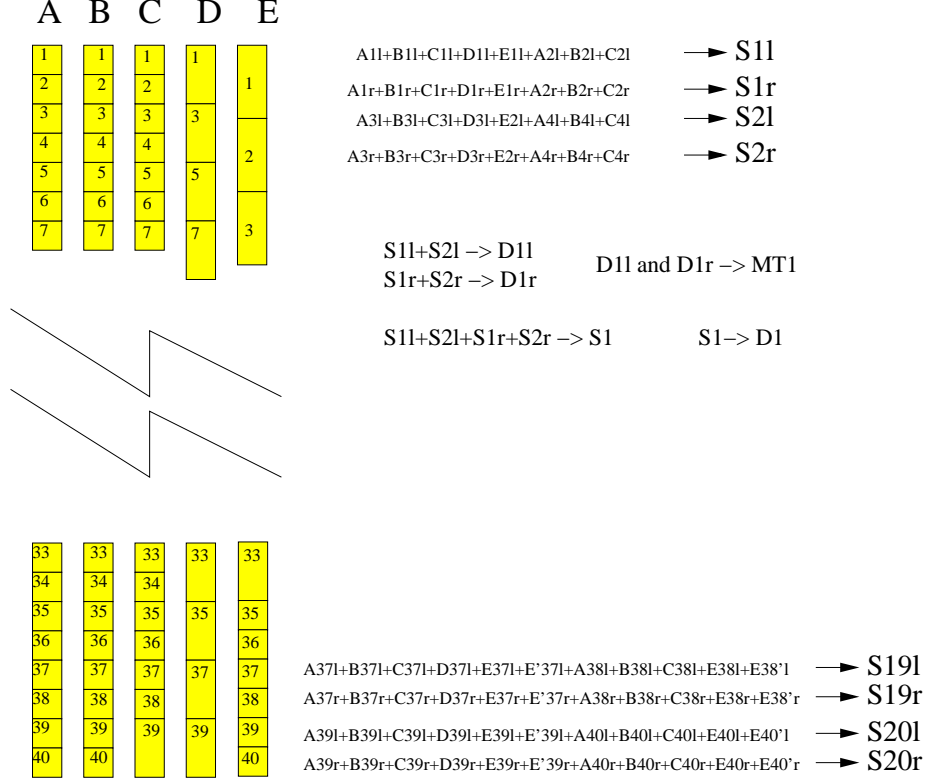 A B C D E
1 1 1 1 1
2 2 2
3 3 3 3 2
4 4 4
5 5 5 5
6 6 6
7 7 7 7 3
A1l+B1l+C1l+D1l+E1l+A2l+B2l+C2l S1l
A1r+B1r+C1r+D1r+E1r+A2r+B2r+C2r S1r
A3l+B3l+C3l+D3l+E2l+A4l+B4l+C4l S2l
A3r+B3r+C3r+D3r+E2r+A4r+B4r+C4r S2r
S1l+S2l −> D1l
S1r+S2r −> D1r
D1l and D1r −> MT1
S1l+S2l+S1r+S2r −> S1 S1−> D1
33 33 33 33 33
34 34 34
35 35 35 35 35
36 36 36 36
37 37 37 37 37
38 38 38 38
39 39 39 39 39
40 40 40
A37l+B37l+C37l+D37l+E37l+E'37l+A38l+B38l+C38l+E38l+E38'l S19l
A37r+B37r+C37r+D37r+E37r+E'37r+A38r+B38r+C38r+E38r+E38'r S19r
A39l+B39l+C39l+D39l+E39l+E'39l+A40l+B40l+C40l+E40l+E40'l S20l
A39r+B39r+C39r+D39r+E39r+E'39r+A40r+B40r+C40r+E40r+E40'r S20r